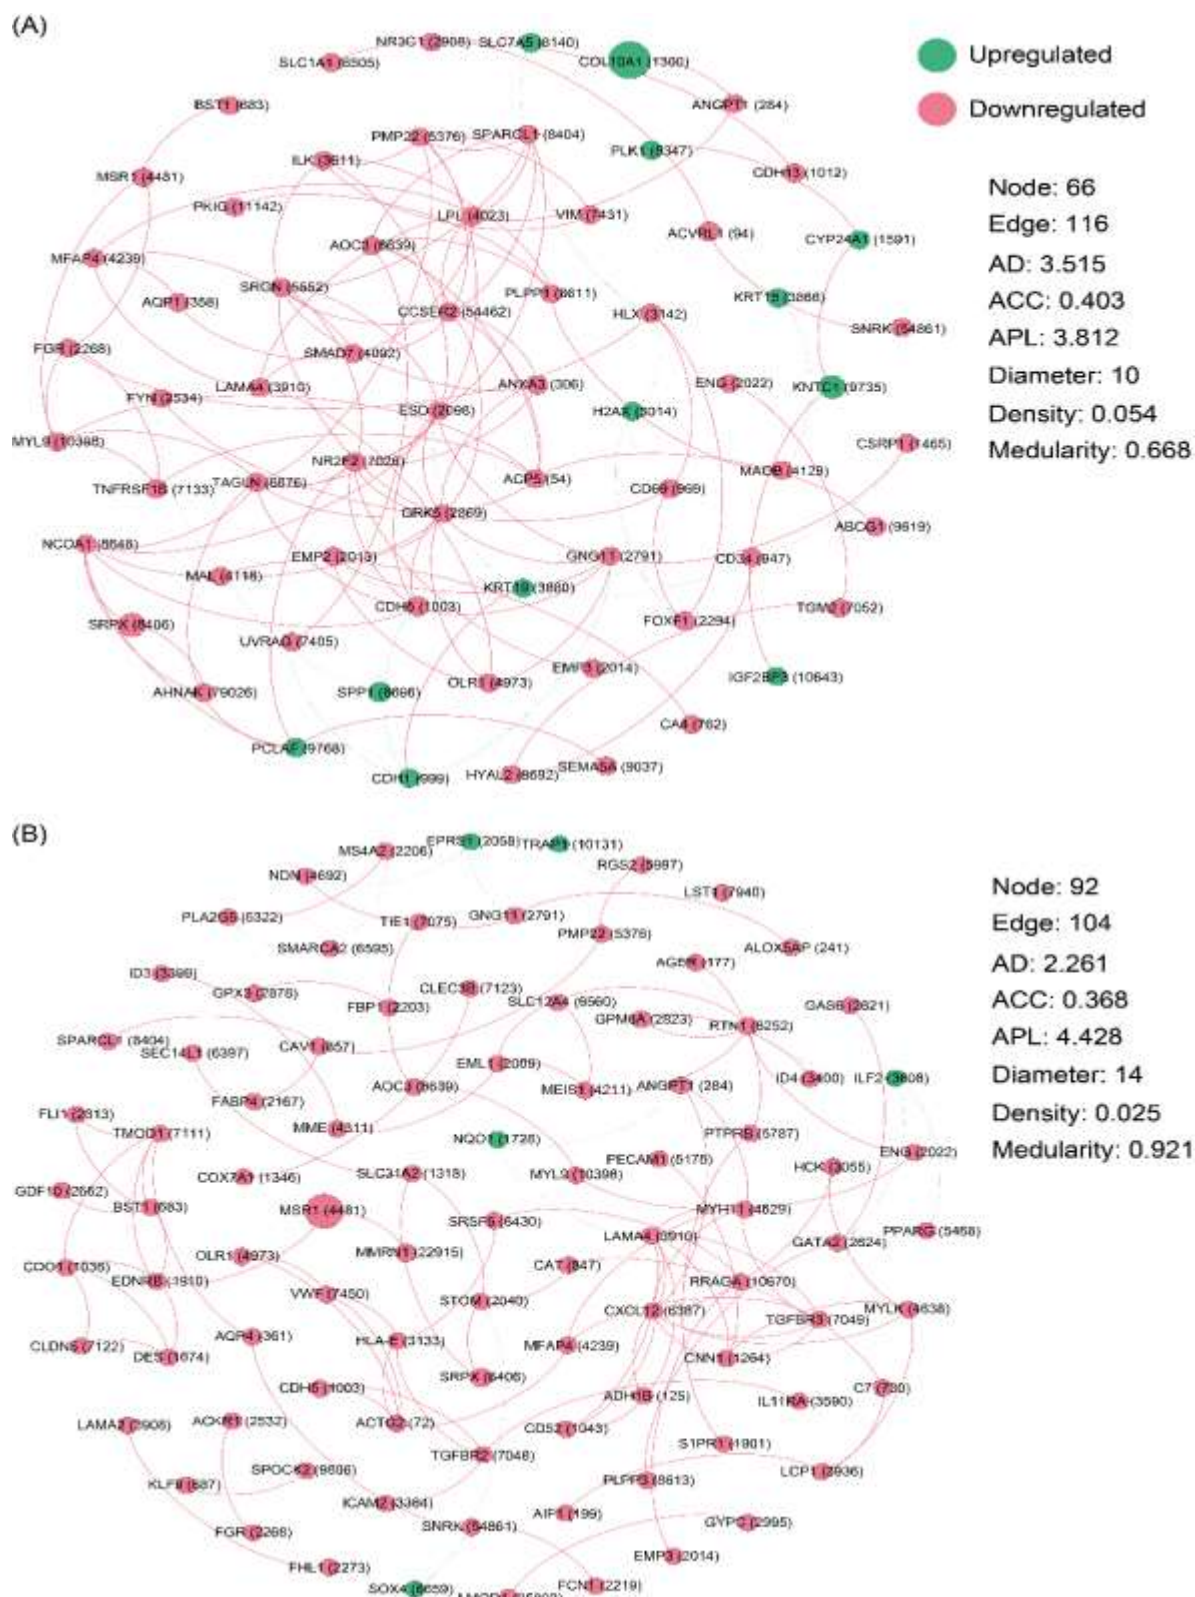 (A)
NR3C1 (2908)
SLC7A5 (8140)
SLC1A1 (6505)
COL10A1 (1300)
Upregulated
BST1 (683)
ANGPT1 (284)
Downregulated
PMP22 (5376)
SPARCL1 (8404)
PLK1 (5347)
ILK (3611)
MSR1 (4481)
CDH13 (1012)
Node: 66
PKIG (11142)
LPL (4023)
VIM (7431)
Edge: 116
ACVRL1 (94)
CYP24A1 (1591)
AOC3 (8639)
MFAP4 (4239)
AD: 3.515
SRGN (5552)
PLPP3 (8611)
KRT15 (3866)
ACC: 0.403
AQP1 (358)
CCSER2 (54462)
HLX (3142)
SNRK (54861)
APL: 3.812
FGR (2268)
SMAD7 (4092)
Diameter: 10
LAMA4 (3910)
ANXA3 (306)
ENG (2022)
KNTC1 (9735)
FYN (2534)
ESD (2098)
H2AX (3014)
Density: 0.054
MYL9 (10398)
CSRP1 (1465)
Medularity: 0.668
NR2F2 (7026)
TNFRSF1B (7133)
TAGLN (6876)
ACP5 (54)
MAOB (4129)
CD69 (969)
GRK5 (2869)
ABCG1 (9619)
NCOA1 (8648)
EMP2 (2013)
GNG11 (2791)
CD34 (947)
MAL (4118)
KRT19 (3880)
CDH5 (1003)
TGM2 (7052)
SRPX (8406)
FOXF1 (2294)
UVRAG (7405)
EMP3 (2014)
OLR1 (4973)
IGF2BP3 (10643)
AHNAK (79026)
SPP1 (6696)
CA4 (762)
PCLAF (9768)
SEMA5A (9037)
CDH1 (999)
HYAL2 (8692)
(B)
EPRS1 (2058)
TRAP1 (10131)
MS4A2 (2206)
RGS2 (5997)
NDN (4692)
Node: 92
LST1 (7940)
PLA2G5 (5322)
TIE1 (7075)
GNG11 (2791)
Edge: 104
PMP22 (5376)
SMARCA2 (6595)
ALOX5AP (241)
AD: 2.261
ID3 (3399)
AGER (177)
GPX3 (2878)
CLEC3B (7123)
SLC12A4 (6560)
ACC: 0.368
FBP1 (2203)
GPM6A (2823)
RTN1 (6252)
GAS6 (2621)
APL: 4.428
SPARCL1 (8404)
SEC14L1 (6397)
CAV1 (857)
EML1 (2009)
Diameter: 14
AOC3 (8639)
MEIS1 (4211)
ANGPT1 (284)
ID4 (3400)
ILF2 (3608)
FLI1 (2313)
FABP4 (2167)
Density: 0.025
TMOD1 (7111)
MME (4311)
NQO1 (1728)
PTPRB (5787)
Medularity: 0.921
COX7A1 (1346)
SLC31A2 (1318)
MYL9 (10398)
PECAM1 (5175)
HCK (3055)
ENG (2022)
GDF10 (2662)
BST1 (683)
MSR1 (4481)
SRSF5 (6430)
MYH11 (4629)
PPARG (5468)
LAMA4 (3910)
GATA2 (2624)
OLR1 (4973)
MMRN1 (22915)
CAT (847)
CDO1 (1036)
EDNRB (1910)
RRAGA (10670)
VWF (7450)
STOM (2040)
CXCL12 (6387)
TGFBR3 (7049)
MYLK (4638)
CLDN5 (7122)
AQP4 (361)
HLA-E (3133)
MFAP4 (4239)
DES (1674)
CNN1 (1264)
SRPX (8406)
CDH5 (1003)
ADH1B (125)
IL11RA (3590)
C7 (730)
LAMA2 (3908)
ACKR1 (2532)
ACTG2 (72)
CD52 (1043)
TGFBR2 (7048)
S1PR1 (1901)
SPOCK2 (9806)
PLPP3 (8613)
LCP1 (3936)
KLF9 (687)
ICAM2 (3384)
AIF1 (199)
SNRK (54861)
GYPC (2995)
FGR (2268)
EMP3 (2014)
FHL1 (2273)
SOX4 (6659)
FCN1 (2219)